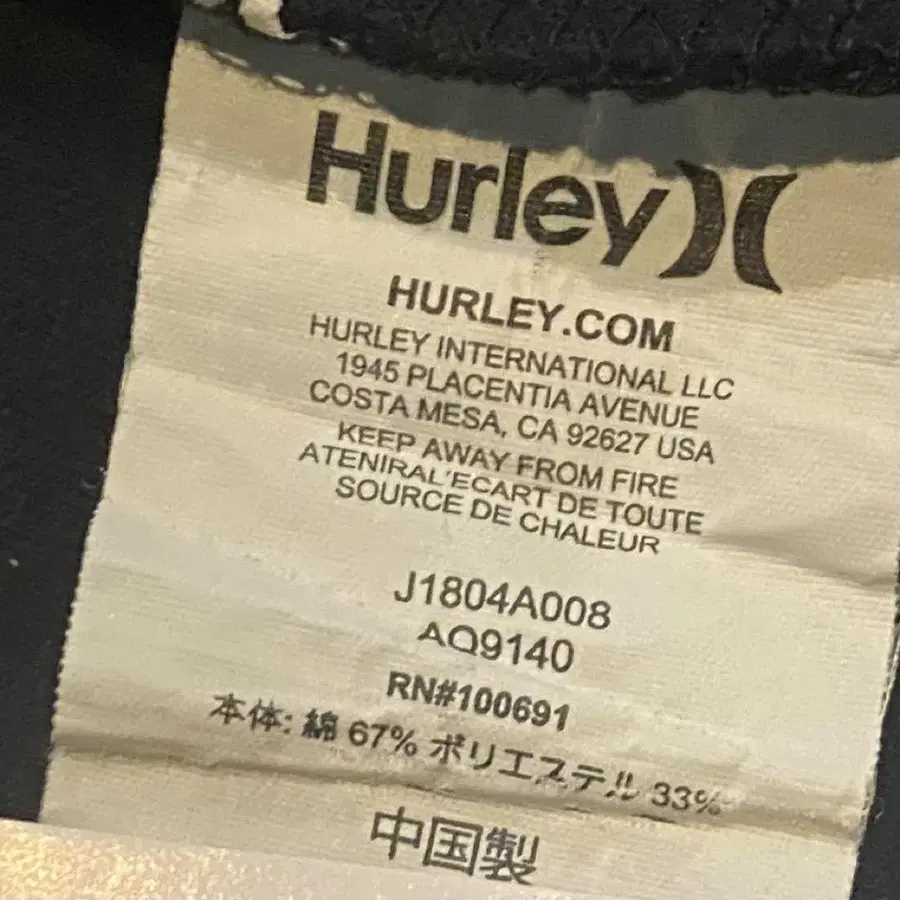 Hurley
HURLEY.COM
HURLEY INTERNATIONAL LLC
1945 PLACENTIA AVENUE
COSTA MESA, CA 92627 USA
KEEP AWAY FROM FIRE
ATENIRAL'ECART DE TOUTE
SOURCE DE CHALEUR
J1804A008
AQ9140
RN#100691
本体: 綿 67% ポリエステル 33%
中国製